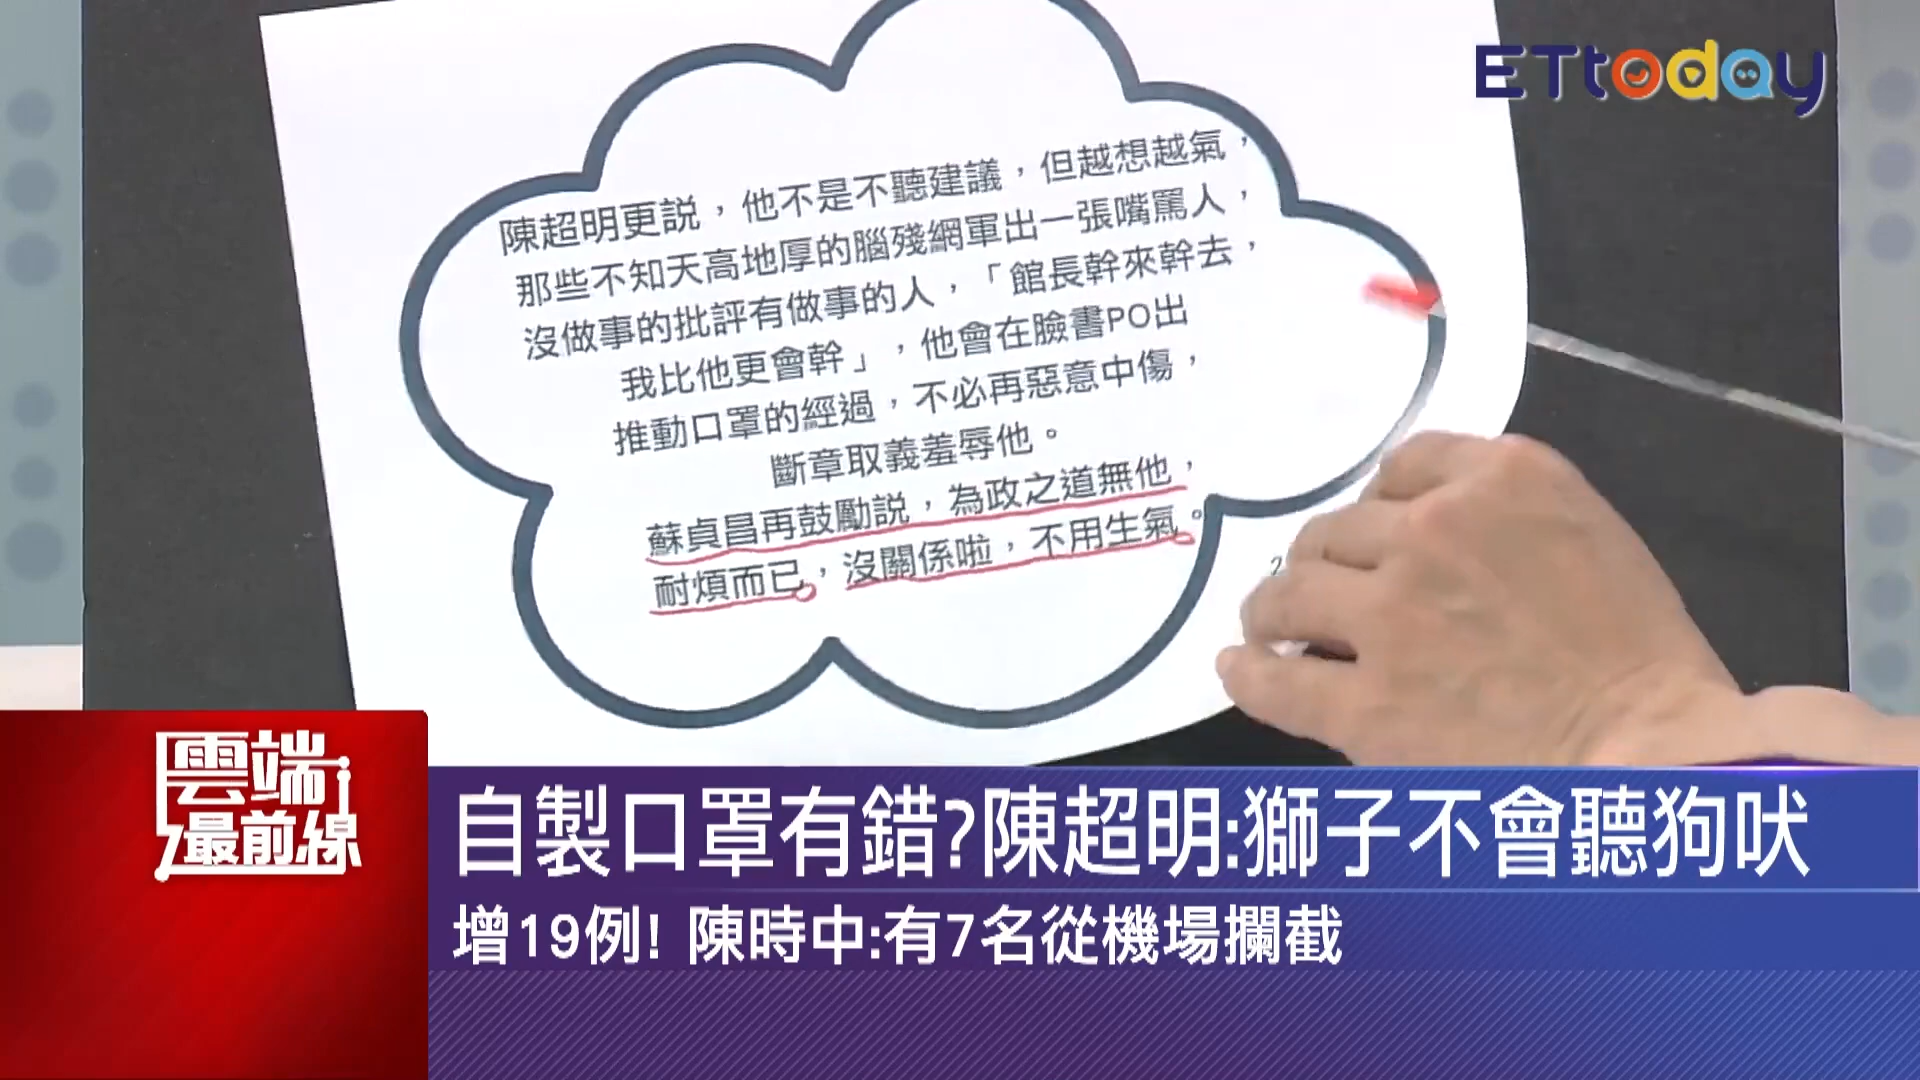 ETtoday
陳超明更説，他不是不聽建議，但越想越氣，
那些不知天高地厚的腦殘網軍出一張嘴罵人，
沒做事的批評有做事的人，「館長幹來幹去，
我比他更會幹」，他會在臉書PO出
推動口罩的經過，不必再惡意中傷，
斷章取義羞辱他。
蘇貞昌再鼓勵説，為政之道無他，
耐煩而已，沒關係啦，不用生氣。
2
雲端
最前線
自製口罩有錯?陳超明:獅子不會聽狗吠
增19例! 陳時中:有7名從機場攔截